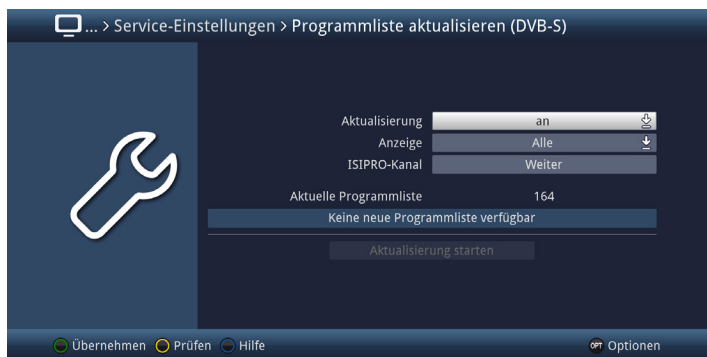 ... > Service-Einstellungen > Programmliste aktualisieren (DVB-S)
Aktualisierung an
Anzeige Alle
ISIPRO-Kanal Weiter
Aktuelle Programmliste 164
Keine neue Programmliste verfügbar
Aktualisierung starten
Übernehmen Prüfen Hilfe OPT Optionen